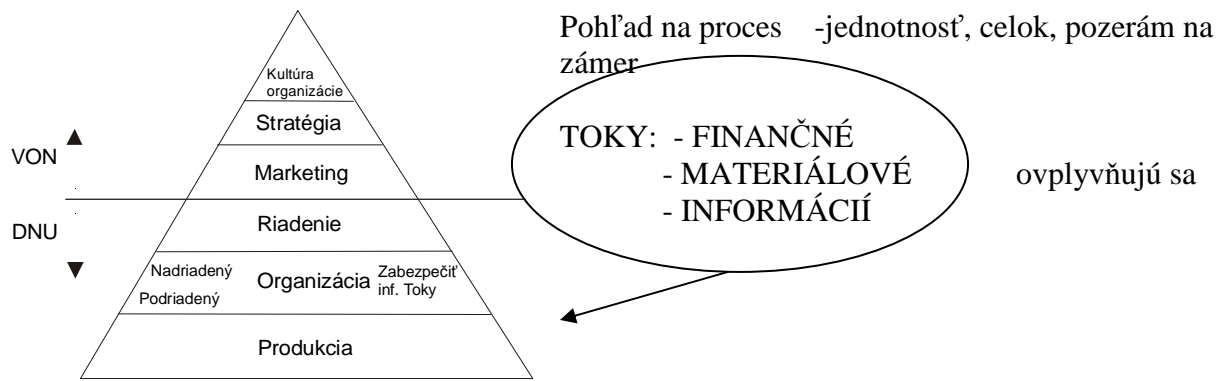 Pohľad na proces -jednotnosť, celok, pozerám na
zámer
Kultúra
organizácie
Stratégia
VON
Marketing
TOKY: - FINANČNÉ
- MATERIÁLOVÉ
- INFORMÁCIÍ
ovplyvňujú sa
DNU
Riadenie
Nadriadený
Podriadený
Organizácia
Zabezpečiť
inf. Toky
Produkcia